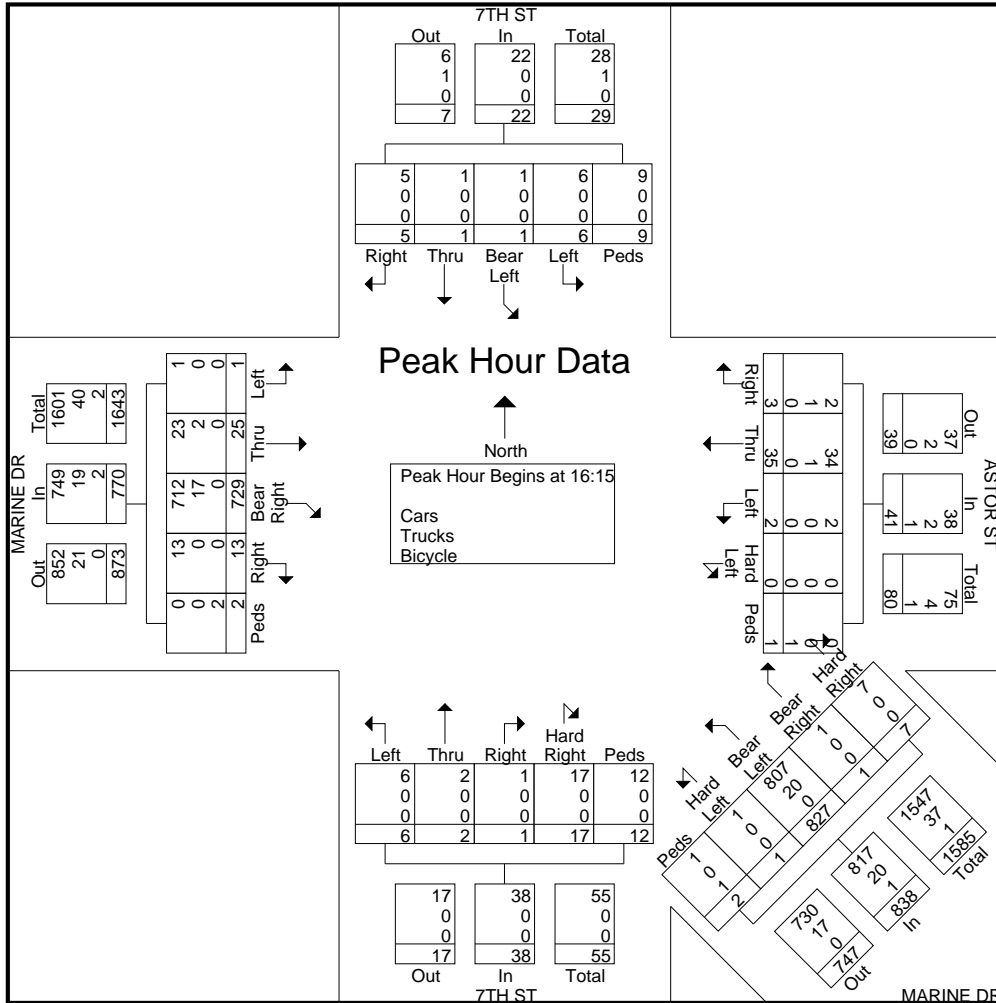 7TH ST
Out In Total
6 22 28
1 0 1
0 0 0
7 22 29
5 1 1 6 9
0 0 0 0 0
0 0 0 0 0
5 1 1 6 9
Right Thru Bear Left Left Peds
Peak Hour Data
North
Peak Hour Begins at 16:15
Cars
Trucks
Bicycle
MARINE DR
Total
1601 40 2 1643
In
749 19 2 770
Out
852 21 0 873
1 0 0 1 Left
23 2 0 25 Thru
712 17 0 729 Bear Right
13 0 0 13 Right
0 0 2 2 Peds
ASTOR ST
Out
37 2 0 39
In
38 2 1 41
Total
75 4 1 80
Right
2 1 0 3
Thru
34 1 0 35
Left
2 0 0 2
Hard Left
0 0 0 0
Peds
0 0 1 1
Left Thru Right Hard Right Peds
6 2 1 17 12
0 0 0 0 0
0 0 0 0 0
6 2 1 17 12
17 38 55
0 0 0
0 0 0
17 38 55
Out In Total
7TH ST
Hard Right
7 0 0 7
Bear Right
1 0 0 1
Bear Left
807 20 0 827
Hard Left
1 0 0 1
Peds
1 0 1 2
1547 37 1 1585
Total
817 20 1 838
In
730 17 0 747
Out
MARINE DR